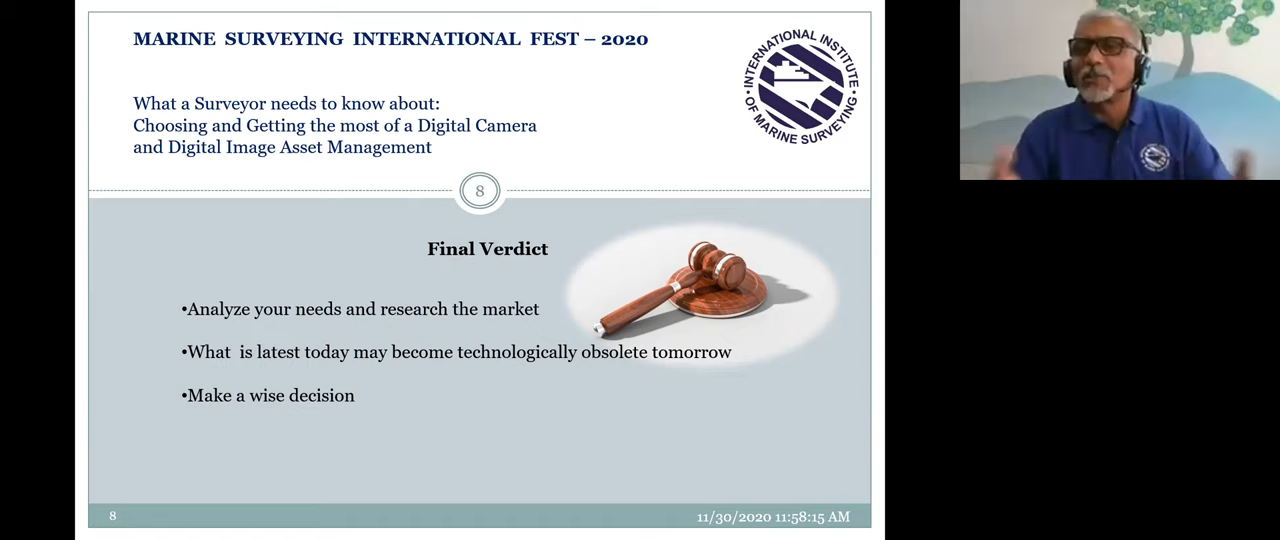 MARINE SURVEYING INTERNATIONAL FEST – 2020
INTERNATIONAL INSTITUTE
• OF MARINE SURVEYING •
What a Surveyor needs to know about:
Choosing and Getting the most of a Digital Camera
and Digital Image Asset Management
8
Final Verdict
•Analyze your needs and research the market
•What is latest today may become technologically obsolete tomorrow
•Make a wise decision
8
11/30/2020 11:58:15 AM